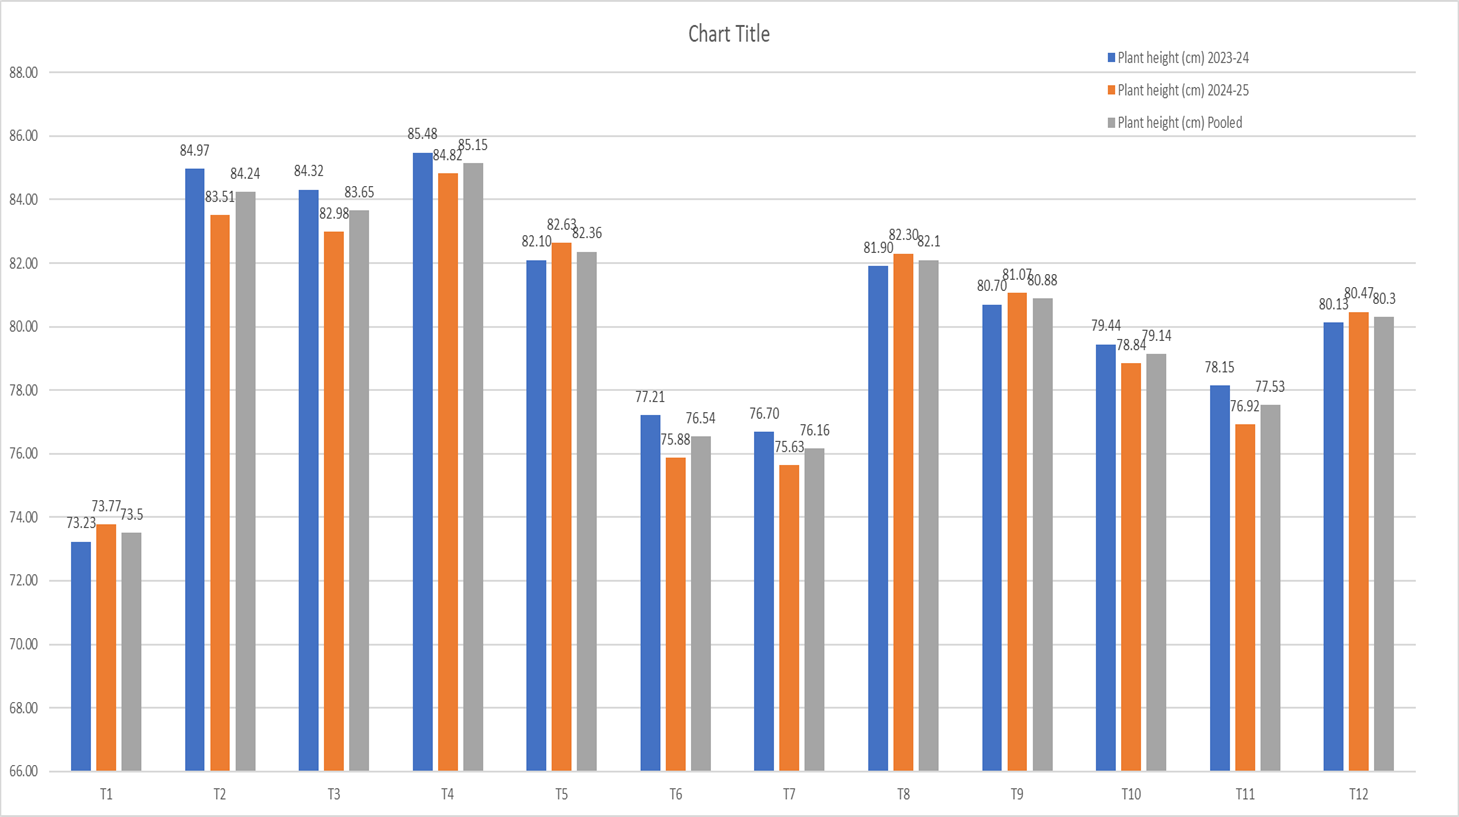 Chart Title
Plant height (cm) 2023-24
Plant height (cm) 2024-25
Plant height (cm) Pooled
88.00
86.00
84.00
82.00
80.00
78.00
76.00
74.00
72.00
70.00
68.00
66.00
73.23 73.77 73.5
84.97 83.51 84.24
84.32 82.98 83.65
85.48 84.82 85.15
82.10 82.63 82.36
77.21 75.88 76.54
76.70 75.63 76.16
81.90 82.30 82.1
80.70 81.07 80.88
79.44 78.84 79.14
78.15 76.92 77.53
80.13 80.47 80.3
T1 T2 T3 T4 T5 T6 T7 T8 T9 T10 T11 T12